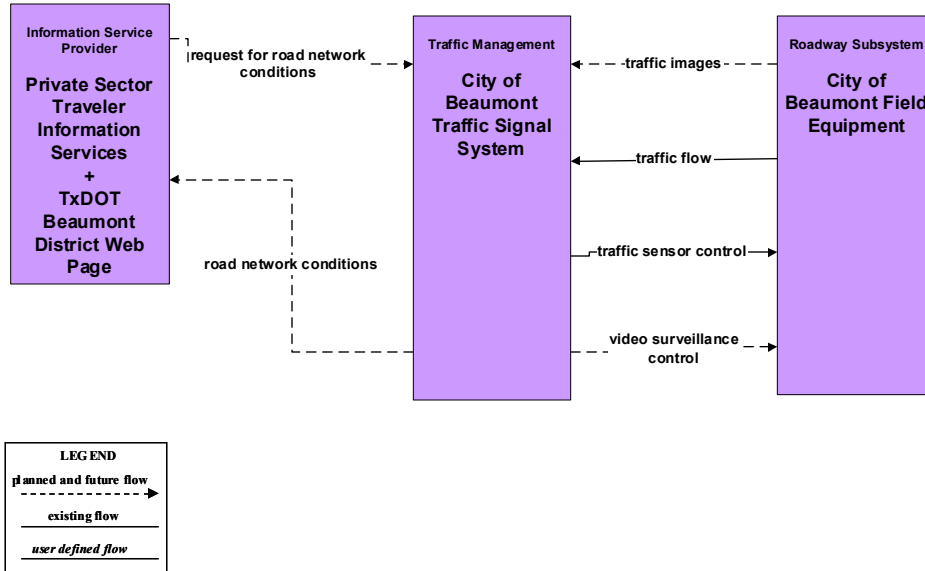 Information Service
Provider
Private Sector
Traveler
Information
Services
+
TxDOT
Beaumont
District Web
Page
request for road network
conditions
road network conditions
Traffic Management
City of
Beaumont
Traffic Signal
System
traffic images
traffic flow
traffic sensor control
video surveillance
control
Roadway Subsystem
City of
Beaumont Field
Equipment
LEGEND
planned and future flow
existing flow
user defined flow